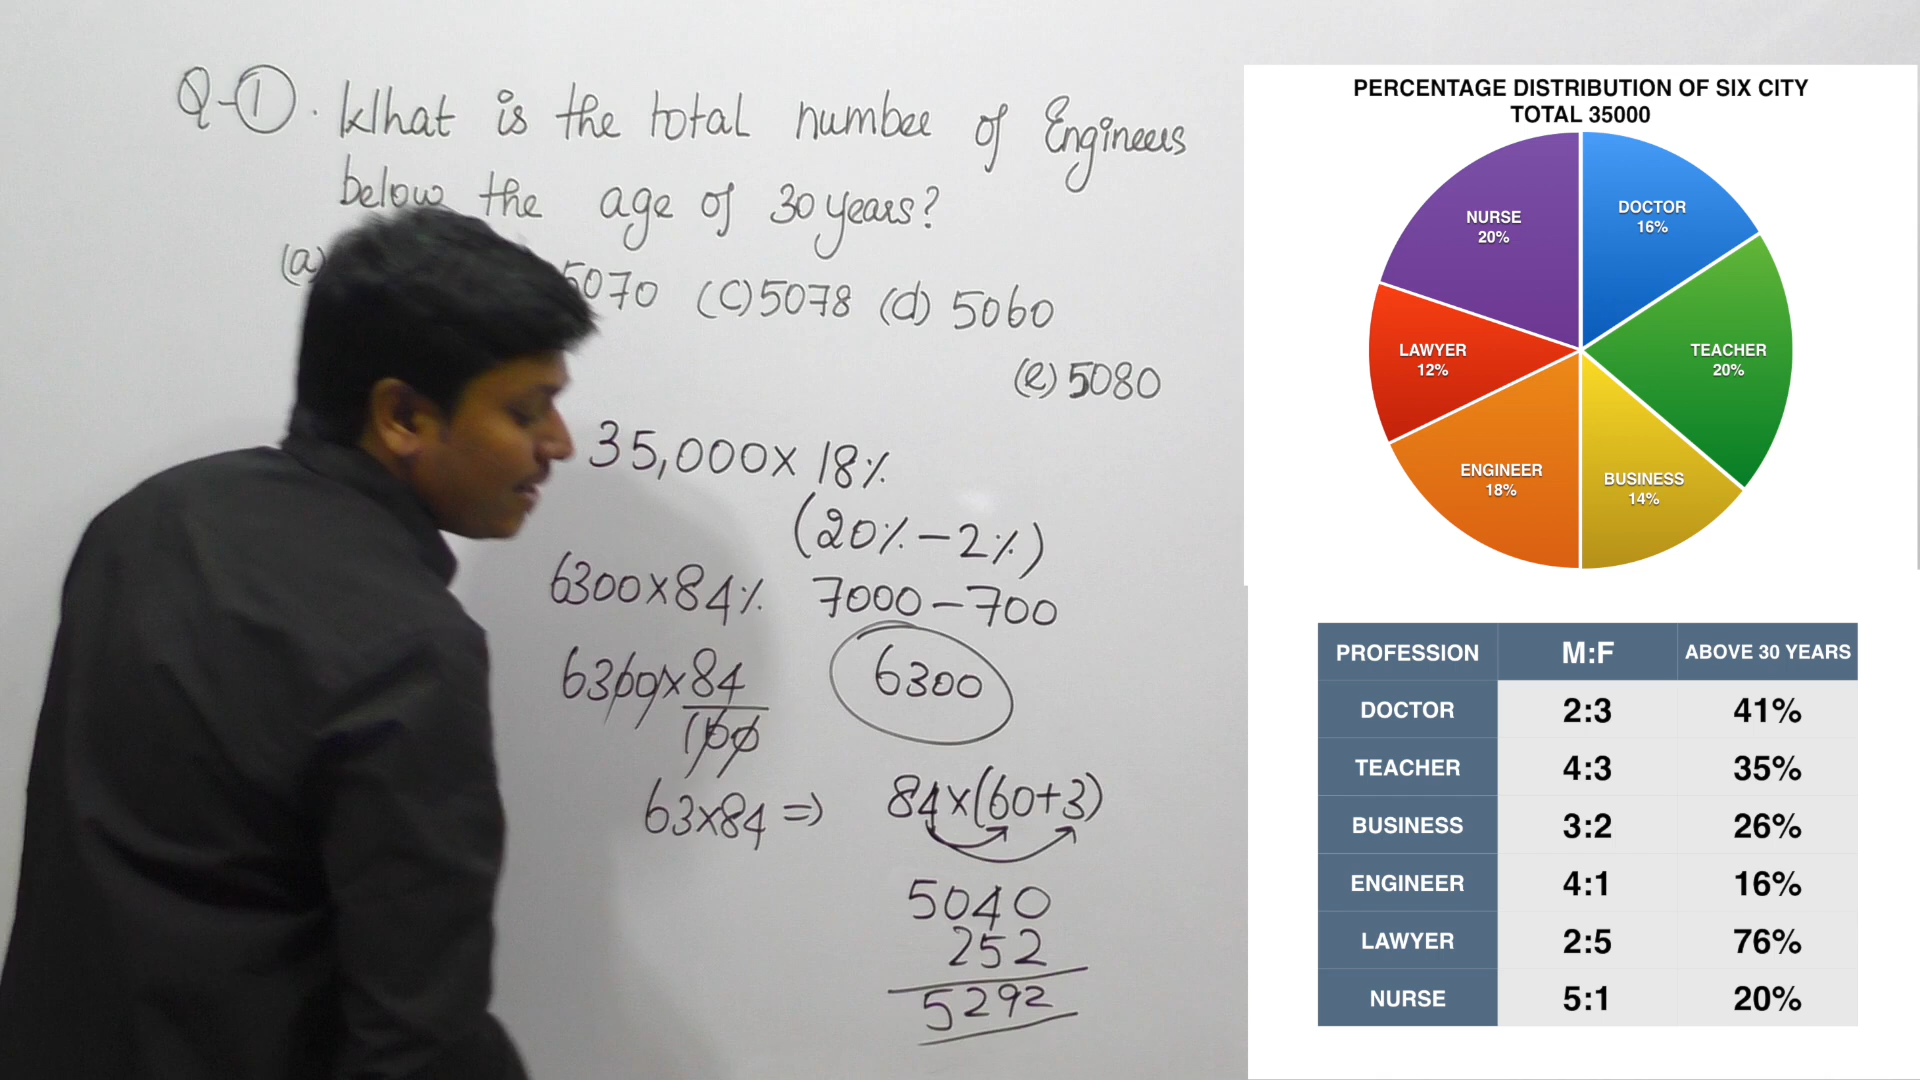 Q-1. What is the total number of Engineers
below the age of 30 years?
(a) 5070 (C) 5078 (d) 5060
(e) 5080
35,000 x 18%
(20% - 2%)
6300 x 84% 7000 - 700
6300 x 84
100
6300
63 x 84 => 84 x (60+3)
5040
252
5292
PERCENTAGE DISTRIBUTION OF SIX CITY
TOTAL 35000
NURSE
20%
DOCTOR
16%
LAWYER
12%
TEACHER
20%
ENGINEER
18%
BUSINESS
14%
PROFESSION M:F ABOVE 30 YEARS
DOCTOR 2:3 41%
TEACHER 4:3 35%
BUSINESS 3:2 26%
ENGINEER 4:1 16%
LAWYER 2:5 76%
NURSE 5:1 20%